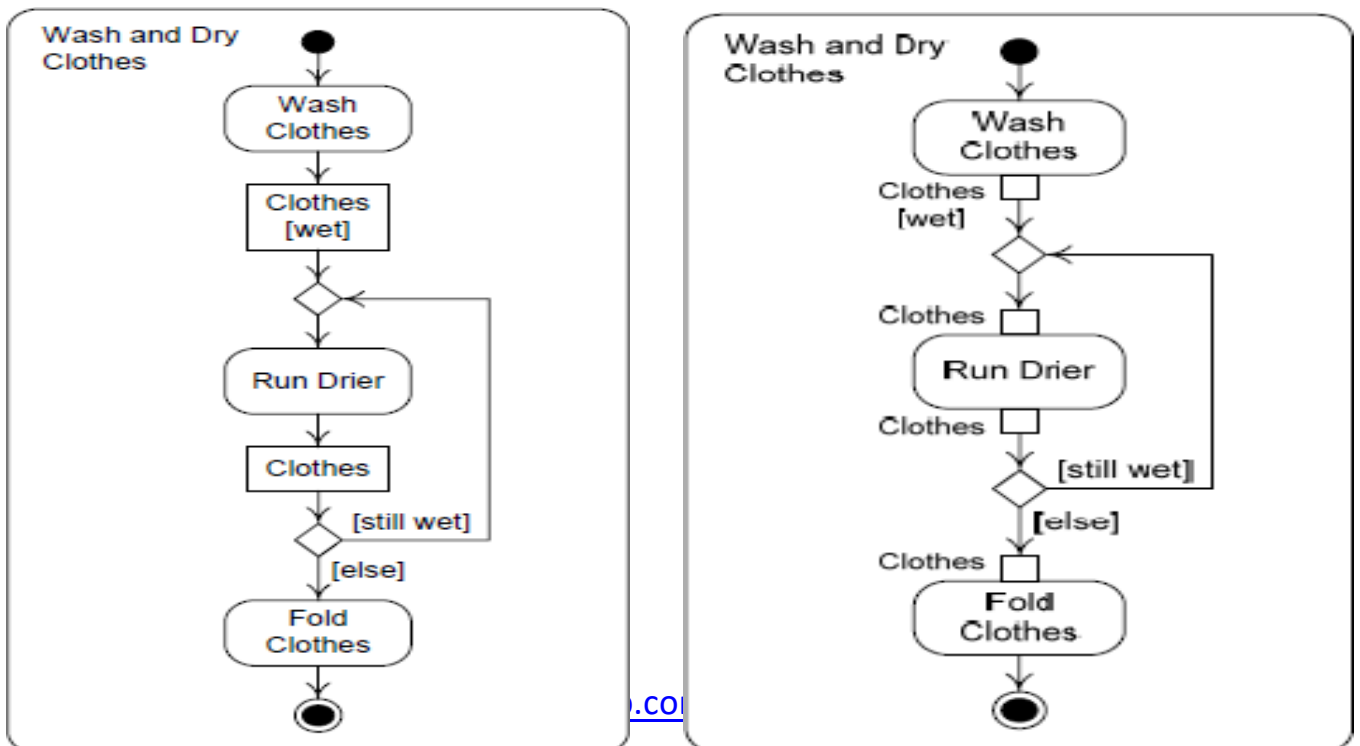 Wash and Dry
Clothes
Wash
Clothes
Clothes
[wet]
Run Drier
Clothes
[still wet]
[else]
Fold
Clothes
Wash and Dry
Clothes
Wash
Clothes
Clothes
[wet]
Clothes
Run Drier
Clothes
[still wet]
[else]
Clothes
Fold
Clothes